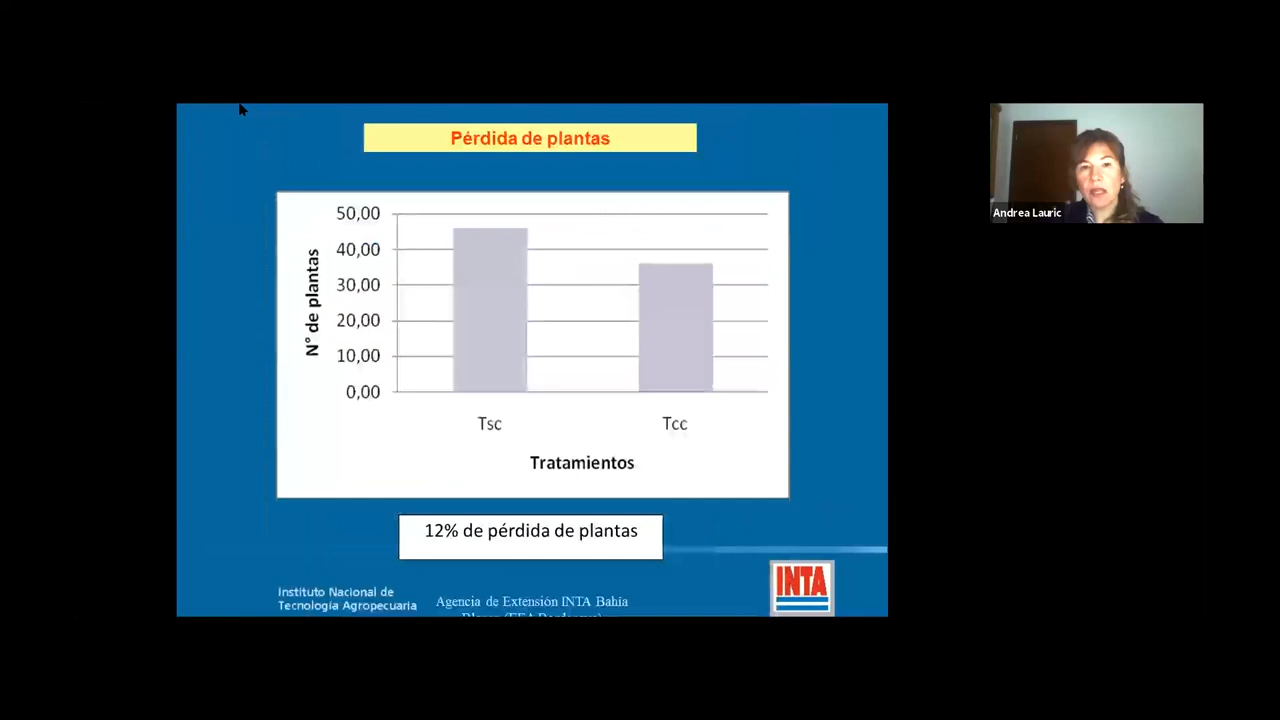 Pérdida de plantas
50,00
40,00
30,00
20,00
10,00
0,00
N° de plantas
Tsc
Tcc
Tratamientos
12% de pérdida de plantas
Instituto Nacional de
Tecnología Agropecuaria
Agencia de Extensión INTA Bahía
INTA
Andrea Lauric